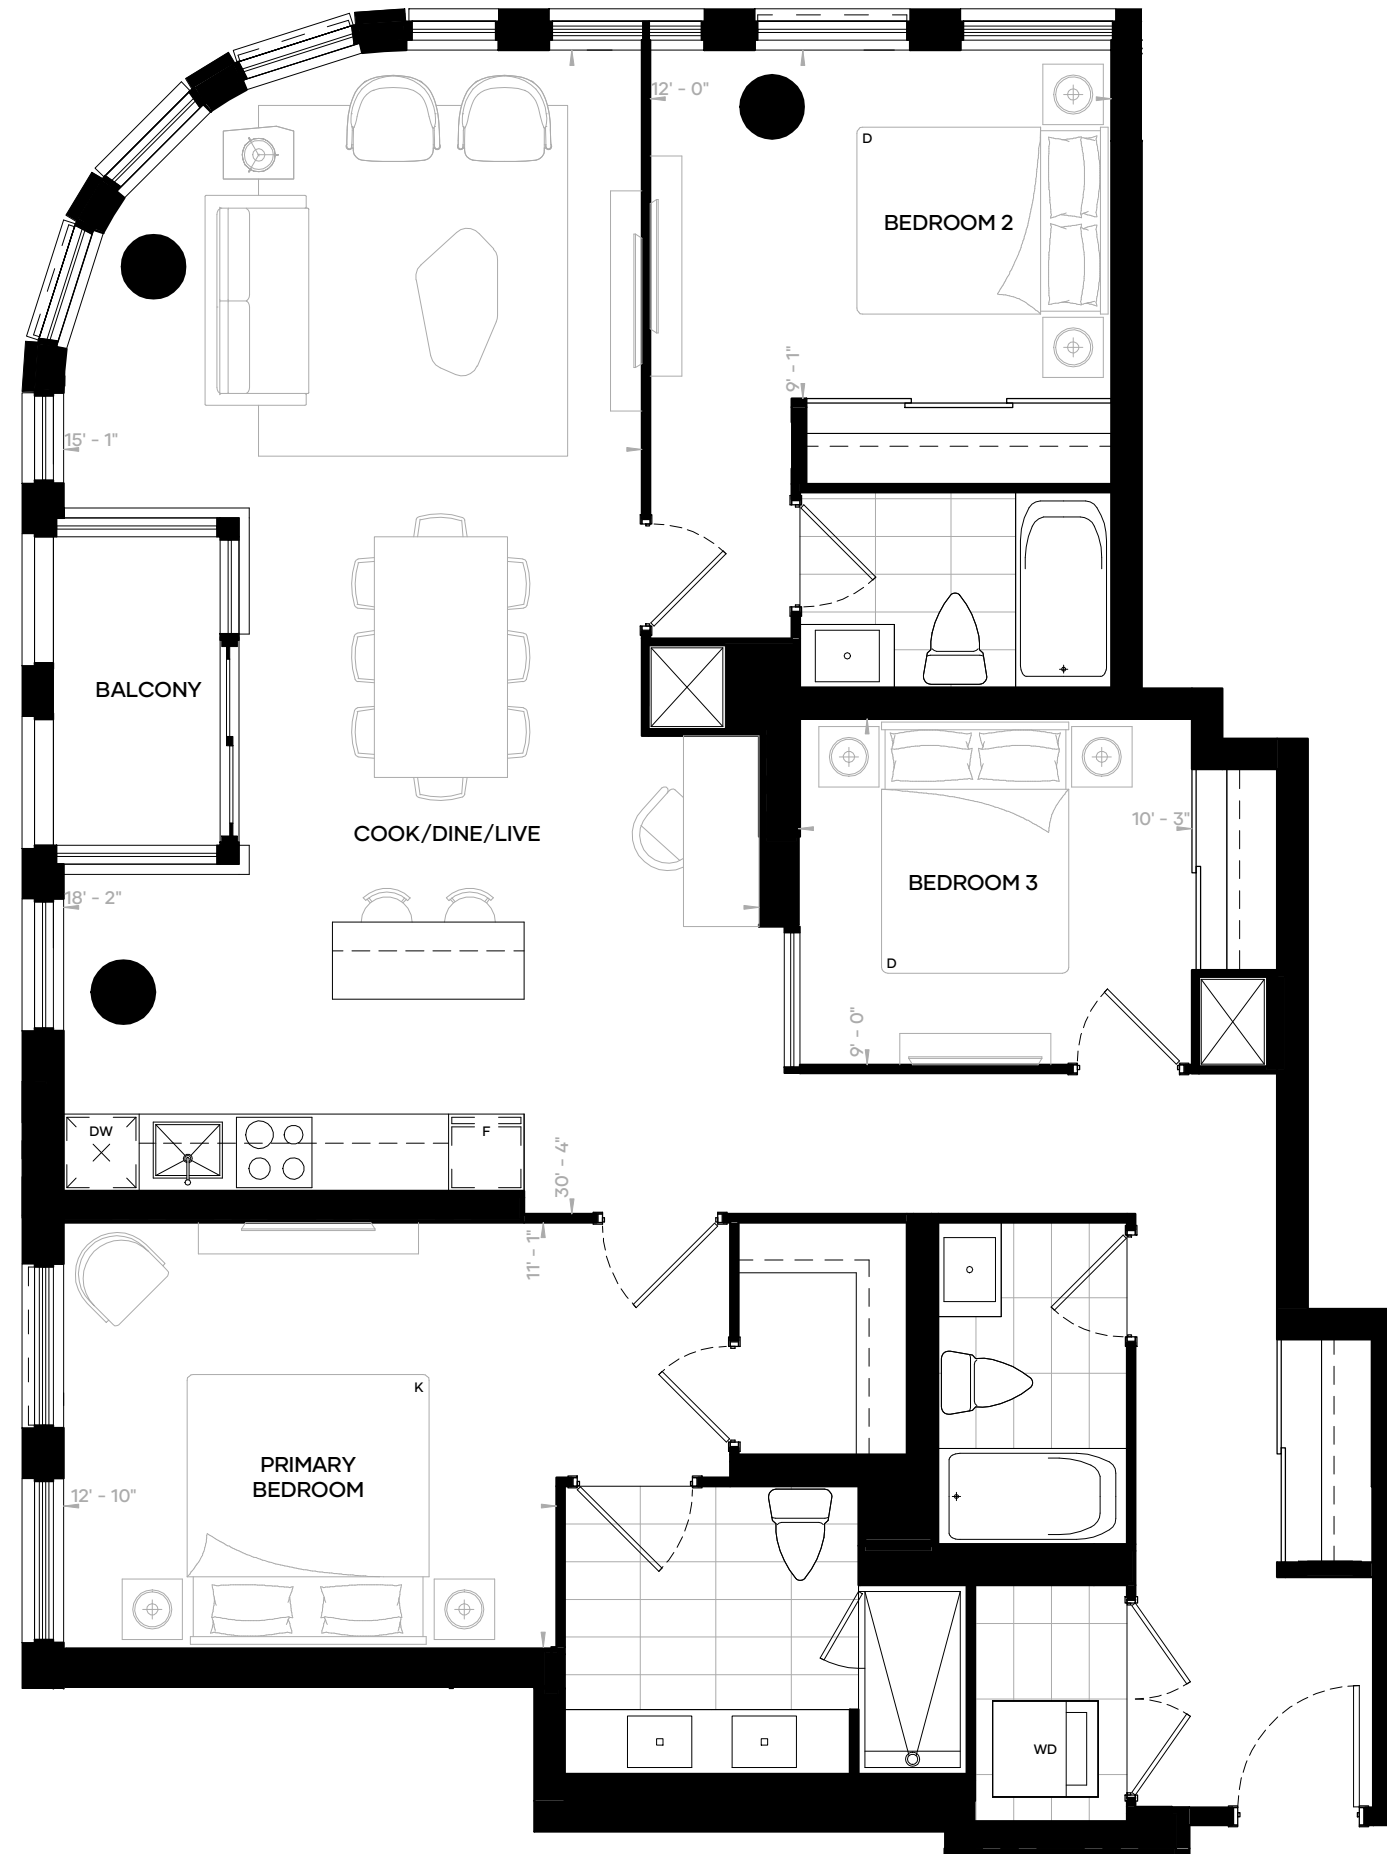 12' - 0"
D
BEDROOM 2
9' - 1"
15' - 1"
BALCONY
COOK/DINE/LIVE
10' - 3"
BEDROOM 3
18' - 2"
D
9' - 0"
DW
F
30' - 4"
11' - 1"
K
PRIMARY
BEDROOM
12' - 10"
WD